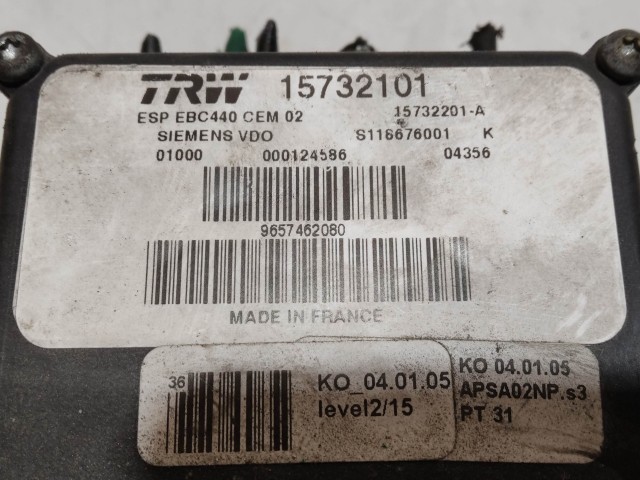 TRW 15732101
ESP EBC440 CEM 02 15732201-A
SIEMENS VDO S118676001 K
01000 000124586 04356
9657462080
MADE IN FRANCE
36
KO_04.01.05
level2/15
KO 04.01.05
APSA02NP.s3
PT 31